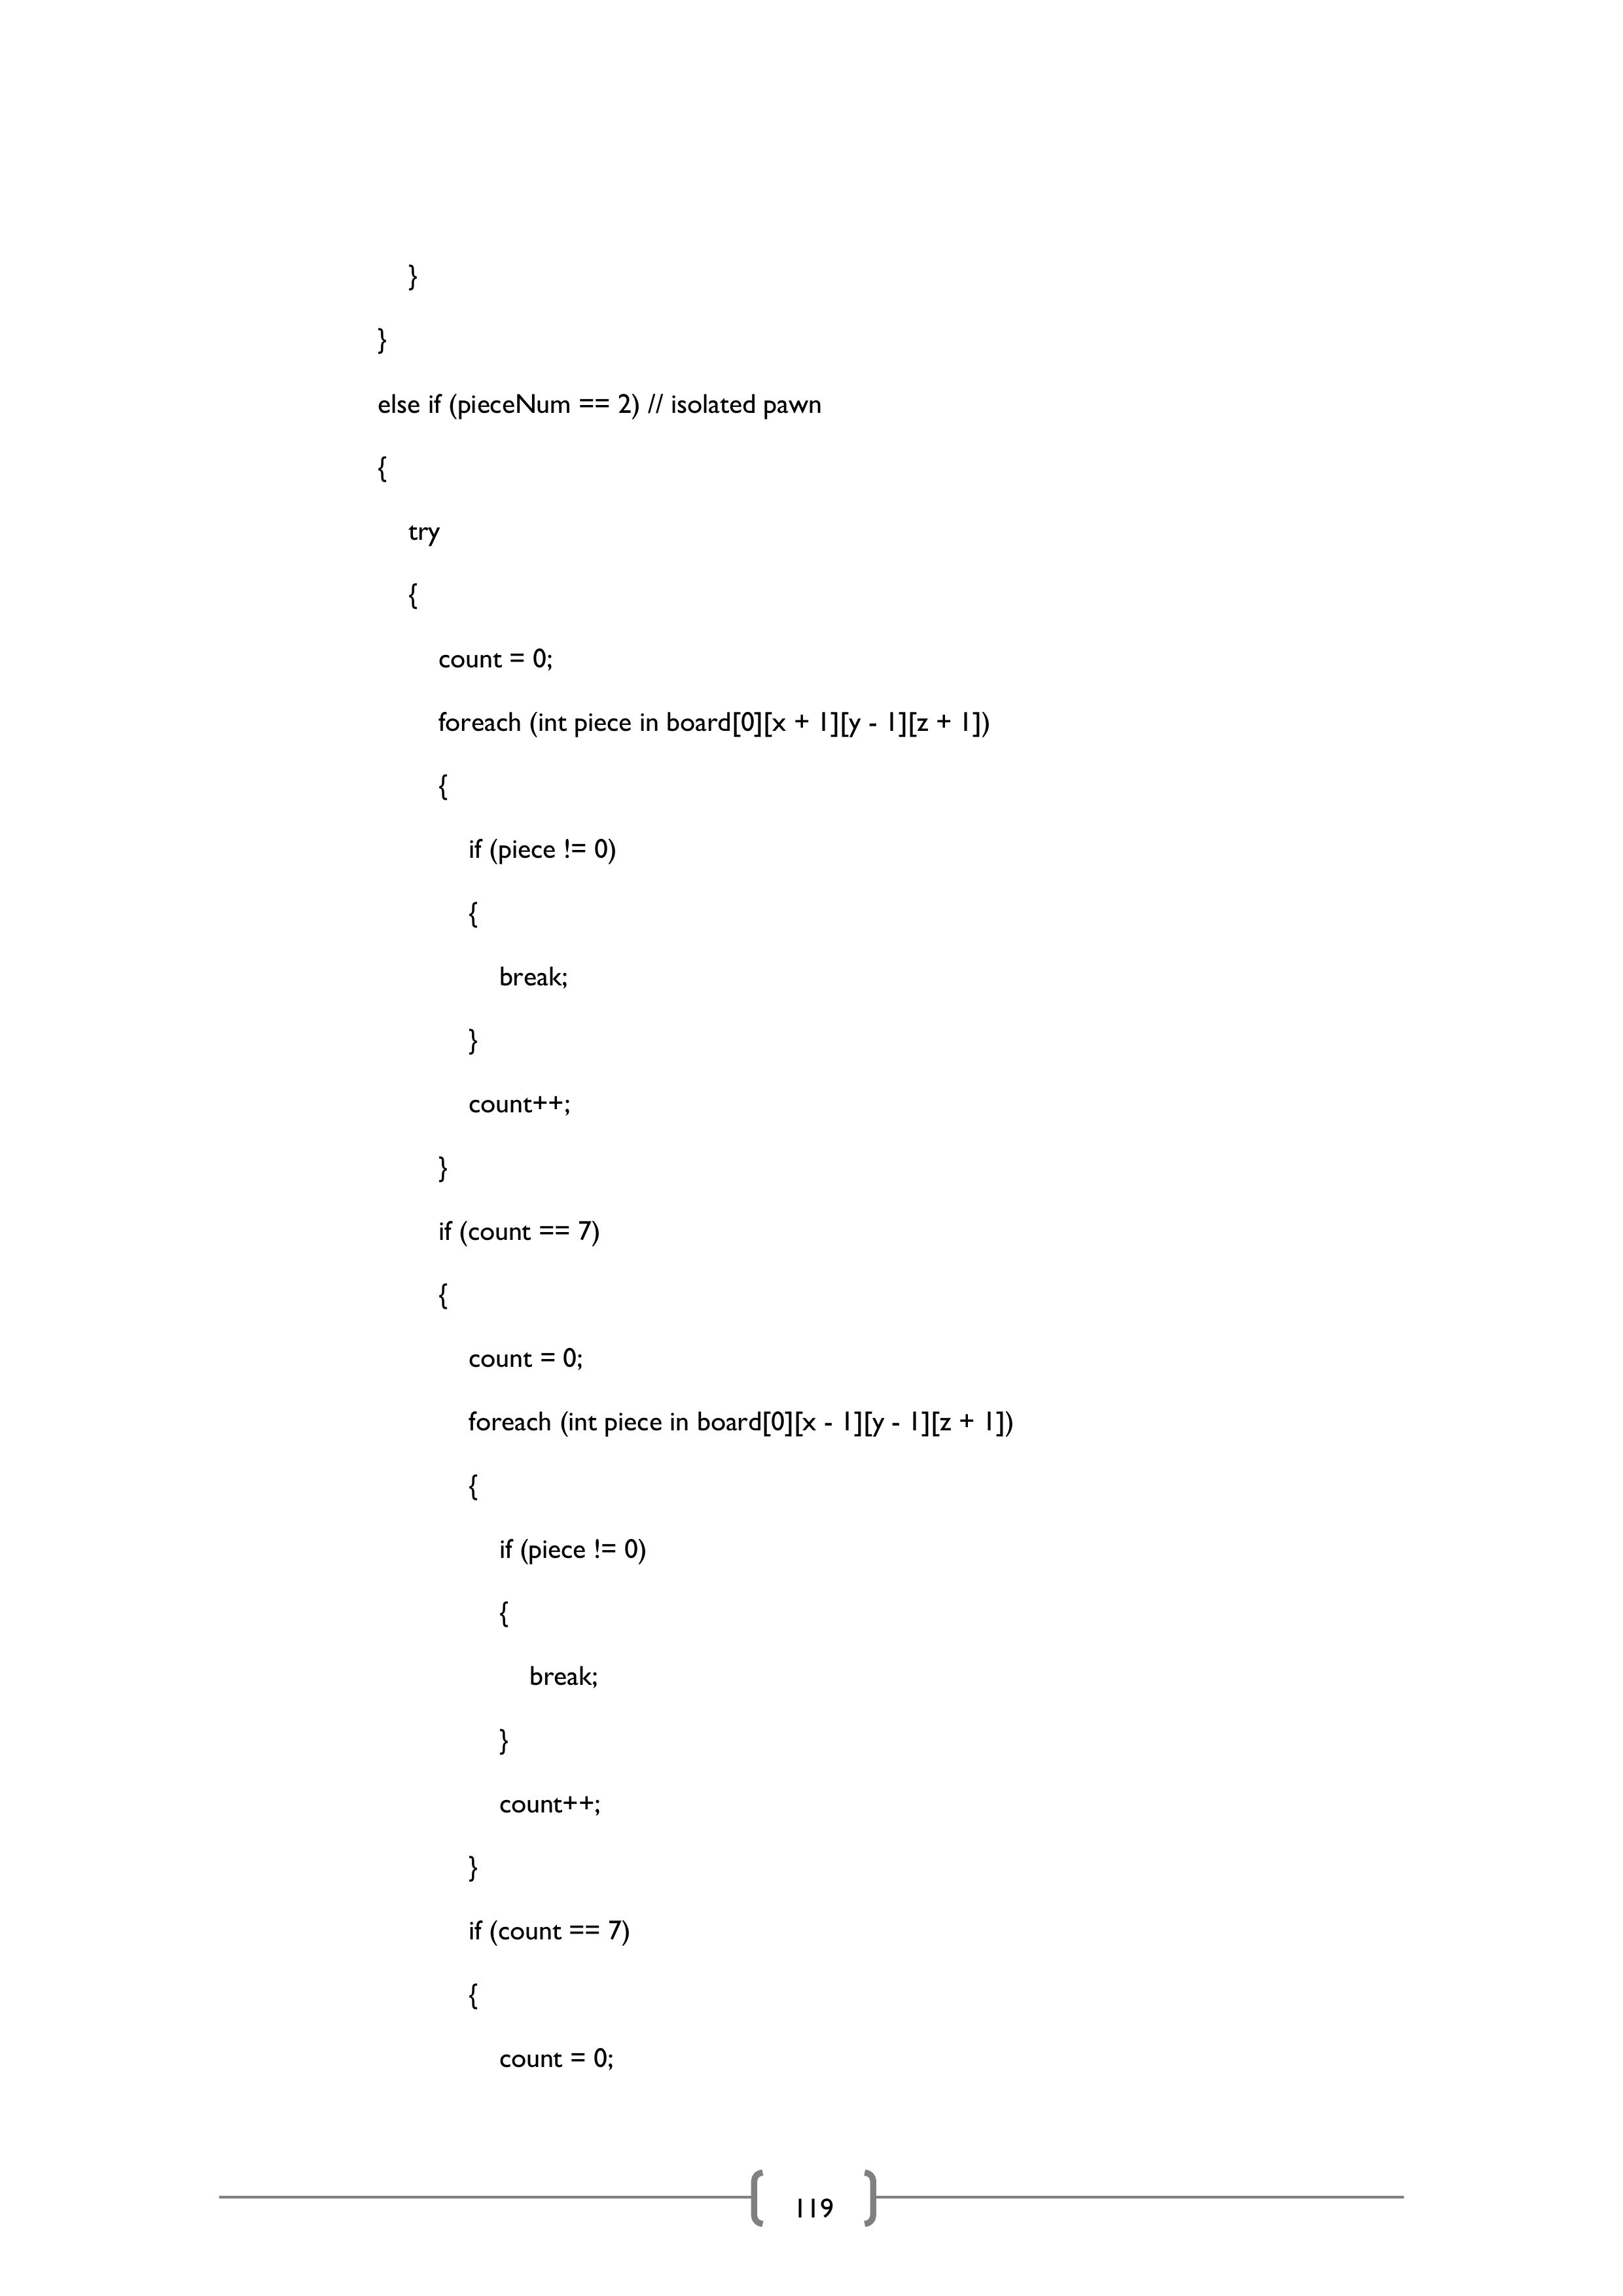 }
}
else if (pieceNum == 2) // isolated pawn
{
try
{
count = 0;
foreach (int piece in board[0][x + 1][y - 1][z + 1])
{
if (piece != 0)
{
break;
}
count++;
}
if (count == 7)
{
count = 0;
foreach (int piece in board[0][x - 1][y - 1][z + 1])
{
if (piece != 0)
{
break;
}
count++;
}
if (count == 7)
{
count = 0;
119